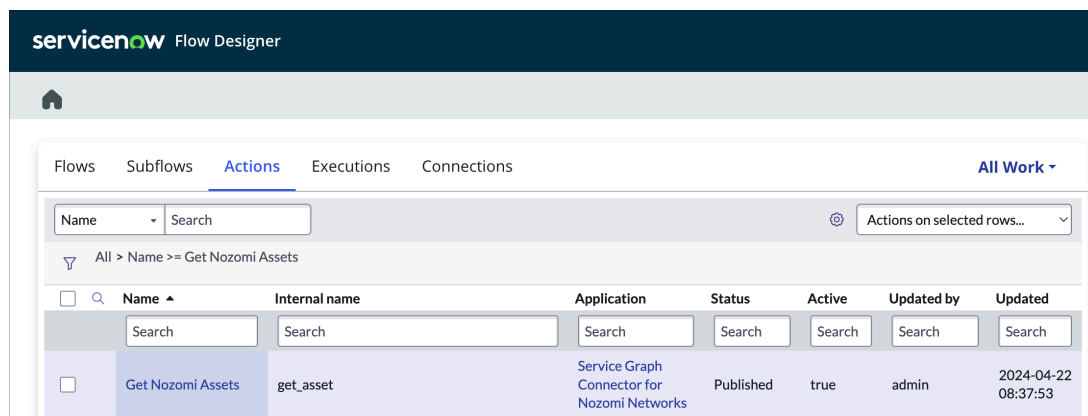 servicenow Flow Designer
Flows Subflows Actions Executions Connections All Work
Name Search Actions on selected rows...
All > Name >= Get Nozomi Assets
Name Internal name Application Status Active Updated by Updated
Search Search Search Search Search Search Search
Get Nozomi Assets get_asset Service Graph Connector for Nozomi Networks Published true admin 2024-04-22 08:37:53